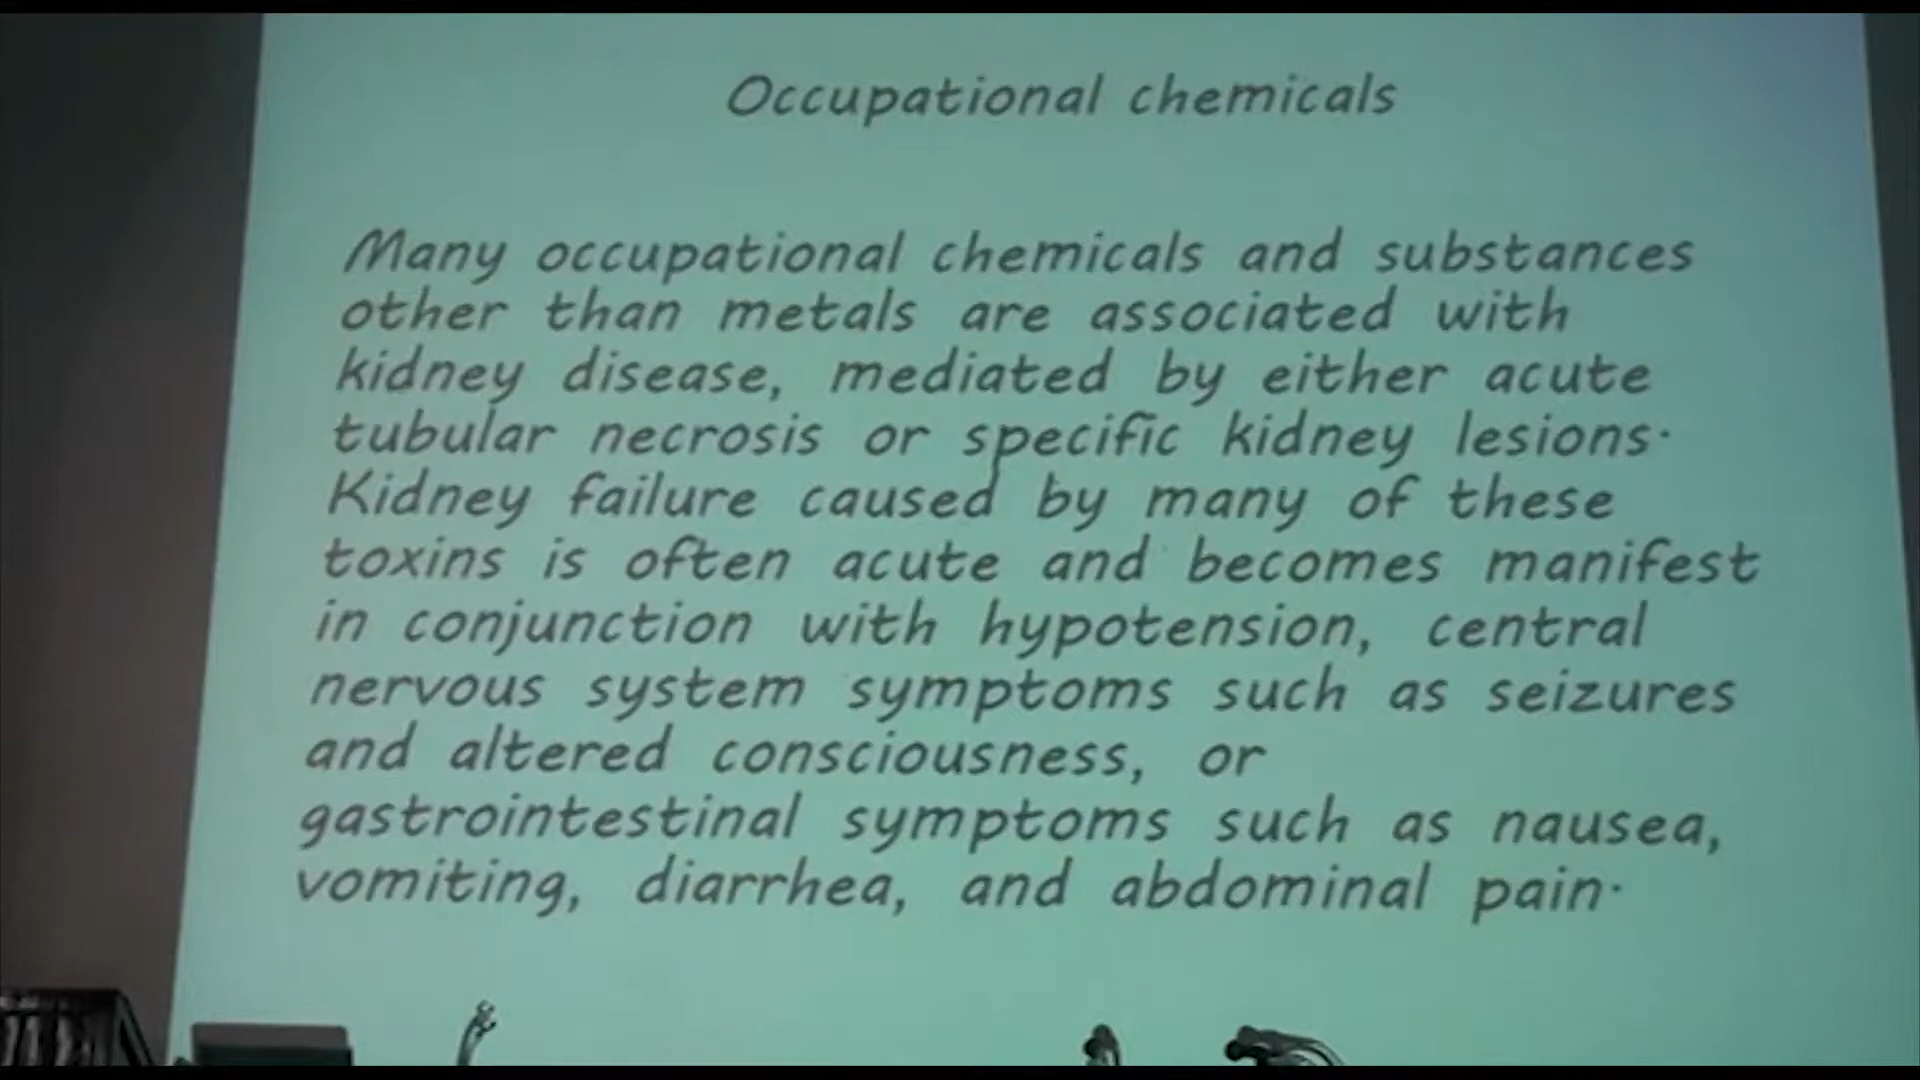 Occupational chemicals
Many occupational chemicals and substances
other than metals are associated with
kidney disease, mediated by either acute
tubular necrosis or specific kidney lesions.
Kidney failure caused by many of these
toxins is often acute and becomes manifest
in conjunction with hypotension, central
nervous system symptoms such as seizures
and altered consciousness, or
gastrointestinal symptoms such as nausea,
vomiting, diarrhea, and abdominal pain.